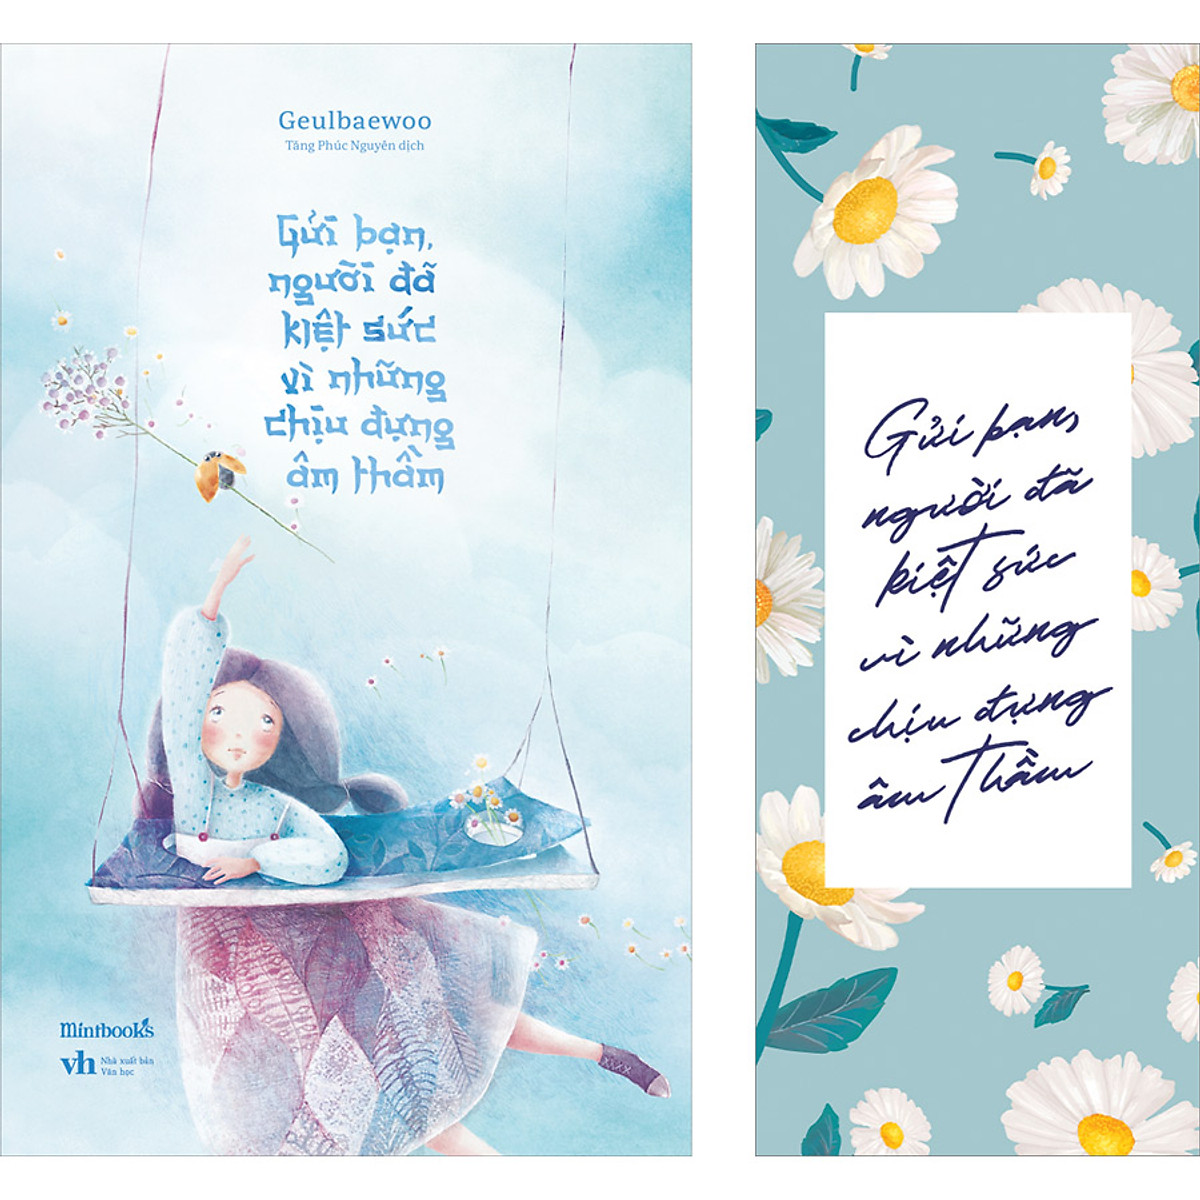 Geulbaewoo
Tăng Phúc Nguyên dịch
Gửi bạn,
người đã
kiệt sức
vì những
chịu đựng
âm thầm
mintbooks
vh Nhà xuất bản
Văn học
Gửi bạn,
người đã
kiệt sức
vì những
chịu đựng
âm thầm